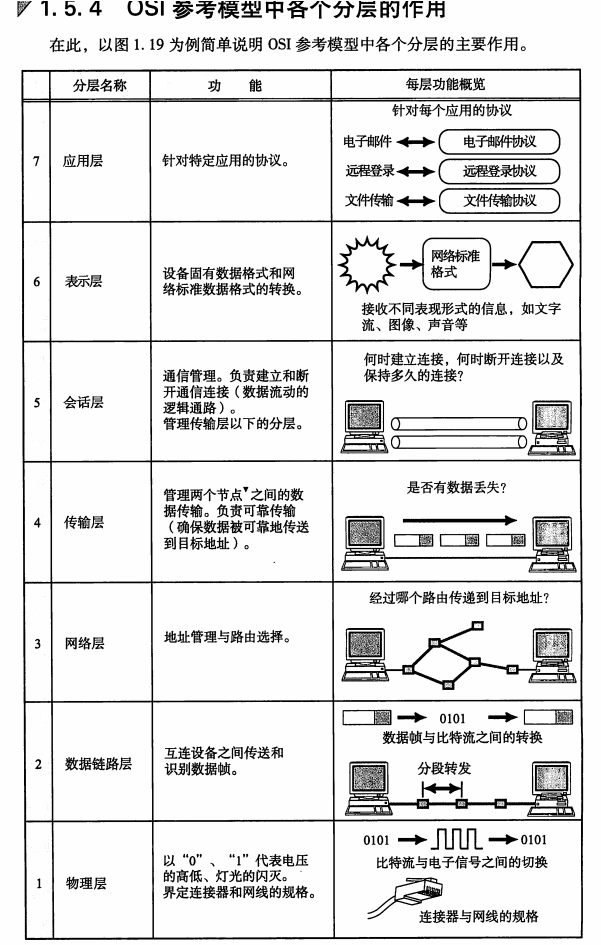 1.5.4 OSI 参考模型中各个分层的作用
在此，以图 1.19 为例简单说明 OSI 参考模型中各个分层的主要作用。
分层名称 功 能 每层功能概览
7 应用层
针对特定应用的协议。
针对每个应用的协议
电子邮件 电子邮件协议
远程登录 远程登录协议
文件传输 文件传输协议
6 表示层
设备固有数据格式和网
络标准数据格式的转换。
网络标准
格式
接收不同表现形式的信息，如文字
流、图像、声音等
5 会话层
通信管理。负责建立和断
开通信连接（数据流动的
逻辑通路）。
管理传输层以下的分层。
何时建立连接，何时断开连接以及
保持多久的连接？
4 传输层
管理两个节点▼之间的数
据传输。负责可靠传输
（确保数据被可靠地传送
到目标地址）。
是否有数据丢失？
3 网络层
地址管理与路由选择。
经过哪个路由传递到目标地址？
2 数据链路层
互连设备之间传送和
识别数据帧。
0101
数据帧与比特流之间的转换
分段转发
1 物理层
以“0”、“1”代表电压
的高低、灯光的闪灭。
界定连接器和网线的规格。
0101 0101
比特流与电子信号之间的切换
连接器与网线的规格